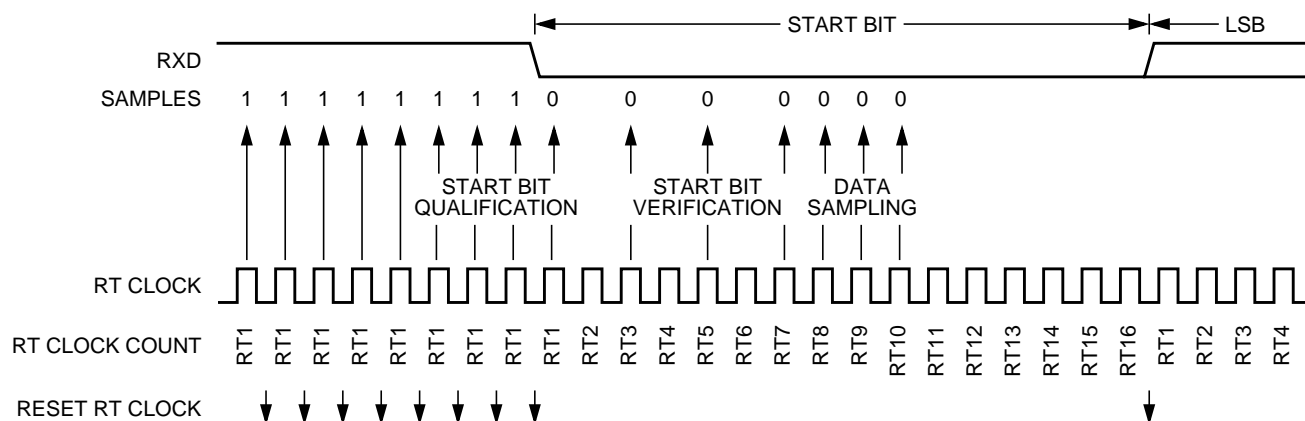 START BIT LSB
RXD
SAMPLES 1 1 1 1 1 1 1 1 0 0 0 0 0 0 0
START BIT QUALIFICATION
START BIT VERIFICATION
DATA SAMPLING
RT CLOCK
RT CLOCK COUNT RT1 RT1 RT1 RT1 RT1 RT1 RT1 RT1 RT1 RT2 RT3 RT4 RT5 RT6 RT7 RT8 RT9 RT10 RT11 RT12 RT13 RT14 RT15 RT16 RT1 RT2 RT3 RT4
RESET RT CLOCK